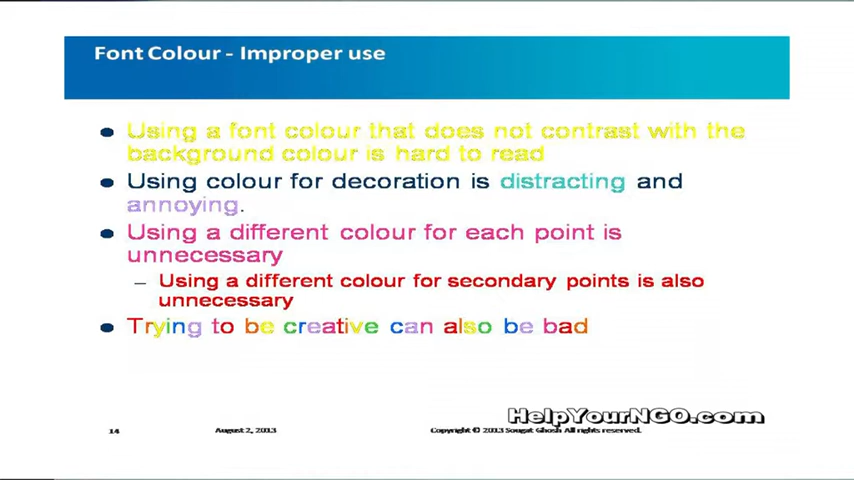 Font Colour - Improper use
Using a font colour that does not contrast with the
background colour is hard to read
Using colour for decoration is distracting and
annoying.
Using a different colour for each point is
unnecessary
– Using a different colour for secondary points is also
unnecessary
Trying to be creative can also be bad
HelpYourNGO.com
14 August 2, 2013 Copyright © 2013 Sougat Ghosh All rights reserved.